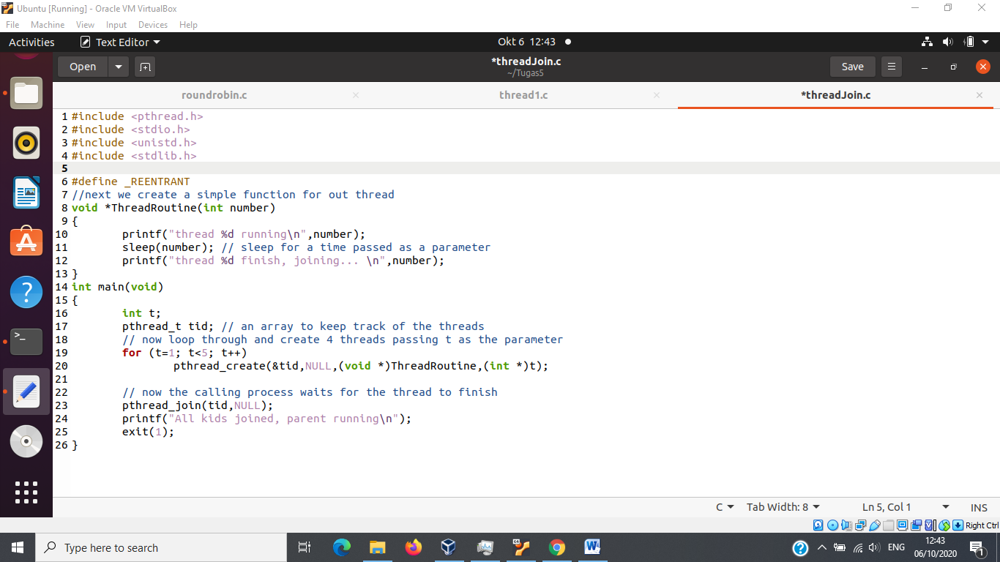 Ubuntu [Running] - Oracle VM VirtualBox
File Machine View Input Devices Help
Activities Text Editor Okt 6 12:43
Open *threadJoin.c Save
~/Tugas5
roundrobin.c thread1.c *threadJoin.c
1 #include <pthread.h>
2 #include <stdio.h>
3 #include <unistd.h>
4 #include <stdlib.h>
5
6 #define _REENTRANT
7 //next we create a simple function for out thread
8 void *ThreadRoutine(int number)
9 {
10 printf("thread %d running\n",number);
11 sleep(number); // sleep for a time passed as a parameter
12 printf("thread %d finish, joining... \n",number);
13 }
14 int main(void)
15 {
16 int t;
17 pthread_t tid; // an array to keep track of the threads
18 // now loop through and create 4 threads passing t as the parameter
19 for (t=1; t<5; t++)
20 pthread_create(&tid,NULL,(void *)ThreadRoutine,(int *)t);
21
22 // now the calling process waits for the thread to finish
23 pthread_join(tid,NULL);
24 printf("All kids joined, parent running\n");
25 exit(1);
26 }
C Tab Width: 8 Ln 5, Col 1 INS
Right Ctrl
Type here to search
ENG
12:43
06/10/2020
1